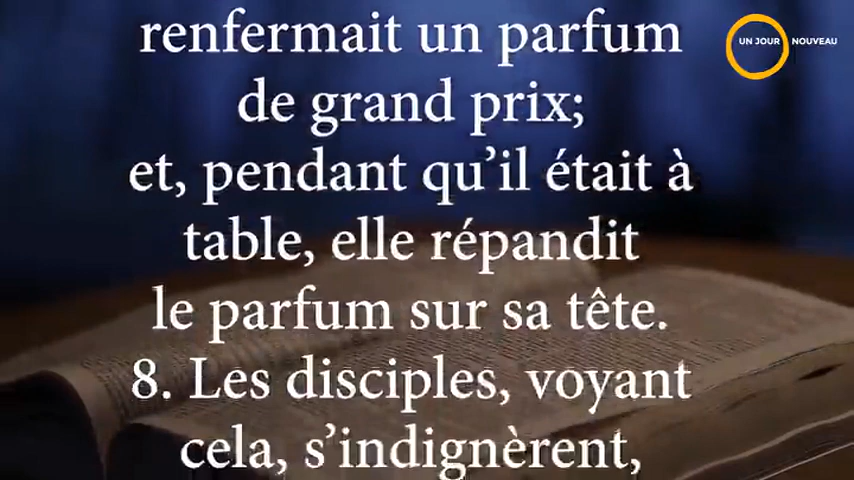 renfermait un parfum
de grand prix;
et, pendant qu’il était à
table, elle répandit
le parfum sur sa tête.
8. Les disciples, voyant
cela, s’indignèrent,
UN JOUR NOUVEAU